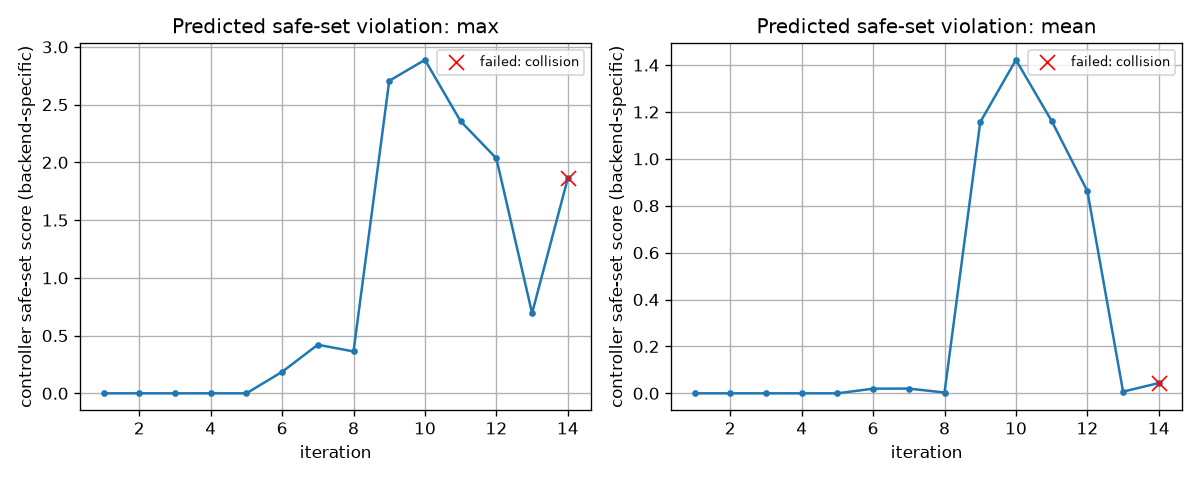 Predicted safe-set violation: max
controller safe-set score (backend-specific)
3.0
2.5
2.0
1.5
1.0
0.5
0.0
failed: collision
2 4 6 8 10 12 14
iteration
Predicted safe-set violation: mean
controller safe-set score (backend-specific)
1.4
1.2
1.0
0.8
0.6
0.4
0.2
0.0
failed: collision
2 4 6 8 10 12 14
iteration